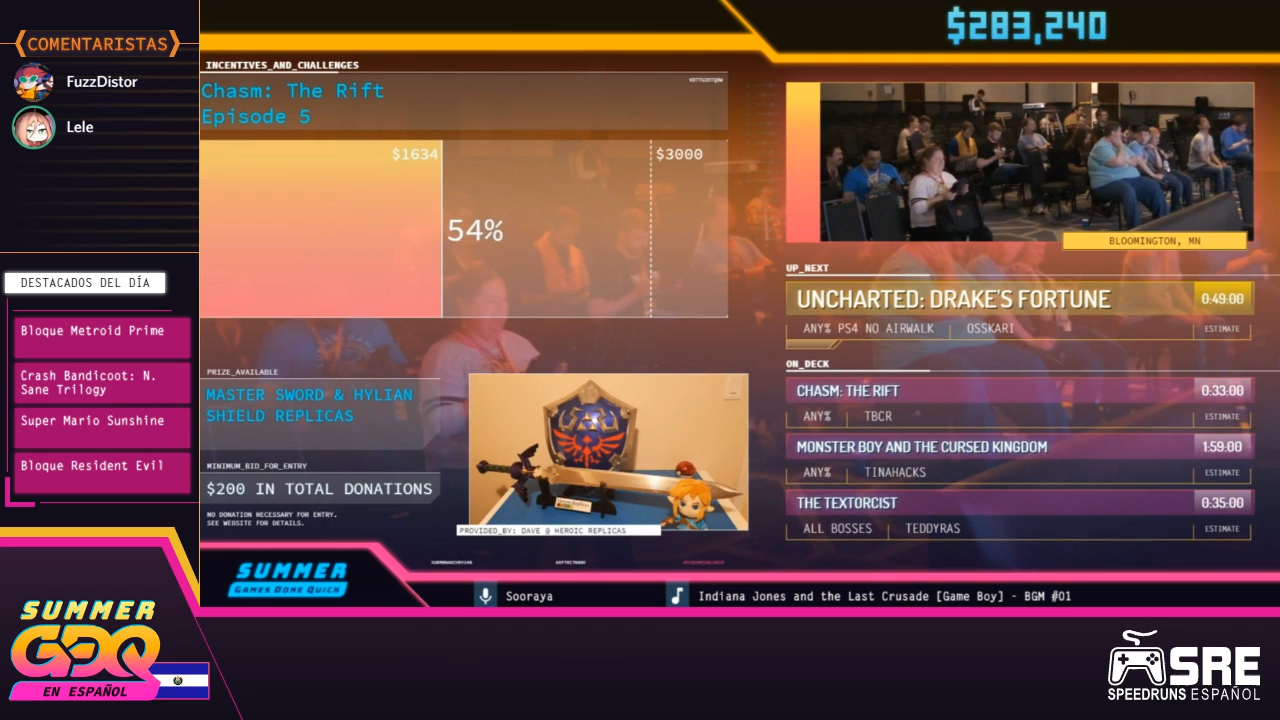 COMENTARISTAS
FuzzDistor
Lele
DESTACADOS DEL DÍA
Bloque Metroid Prime
Crash Bandicoot: N.
Sane Trilogy
Super Mario Sunshine
Bloque Resident Evil
SUMMER
GDQ
EN ESPAÑOL
$283,240
INCENTIVES_AND_CHALLENGES
Chasm: The Rift
Episode 5
$1634
$3000
54%
PRIZE_AVAILABLE
MASTER SWORD & HYLIAN
SHIELD REPLICAS
MINIMUM_BID_FOR_ENTRY
$200 IN TOTAL DONATIONS
NO DONATION NECESSARY FOR ENTRY.
SEE WEBSITE FOR DETAILS.
PROVIDED_BY: DAVE @ HEROIC REPLICAS
BLOOMINGTON, MN
UP_NEXT
UNCHARTED: DRAKE'S FORTUNE 0:49:00
ANY% PS4 NO AIRWALK OSSKARI ESTIMATE
ON_DECK
CHASM: THE RIFT 0:33:00
ANY% TBCR ESTIMATE
MONSTER BOY AND THE CURSED KINGDOM 1:59:00
ANY% TINAHACKS ESTIMATE
THE TEXTORCIST 0:35:00
ALL BOSSES TEDDYRAS ESTIMATE
SUMMER
GAMES DONE QUICK
Sooraya
Indiana Jones and the Last Crusade [Game Boy] - BGM #01
SRE
SPEEDRUNS ESPAÑOL